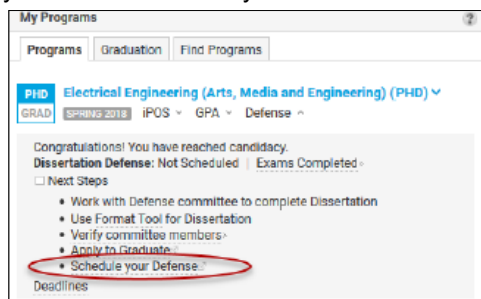 My Programs
Programs Graduation Find Programs
PHD Electrical Engineering (Arts, Media and Engineering) (PHD)
GRAD SPRING 2018 iPOS GPA Defense
Congratulations! You have reached candidacy.
Dissertation Defense: Not Scheduled | Exams Completed
Next Steps
• Work with Defense committee to complete Dissertation
• Use Format Tool for Dissertation
• Verify committee members
• Apply to Graduate
• Schedule your Defense
Deadlines